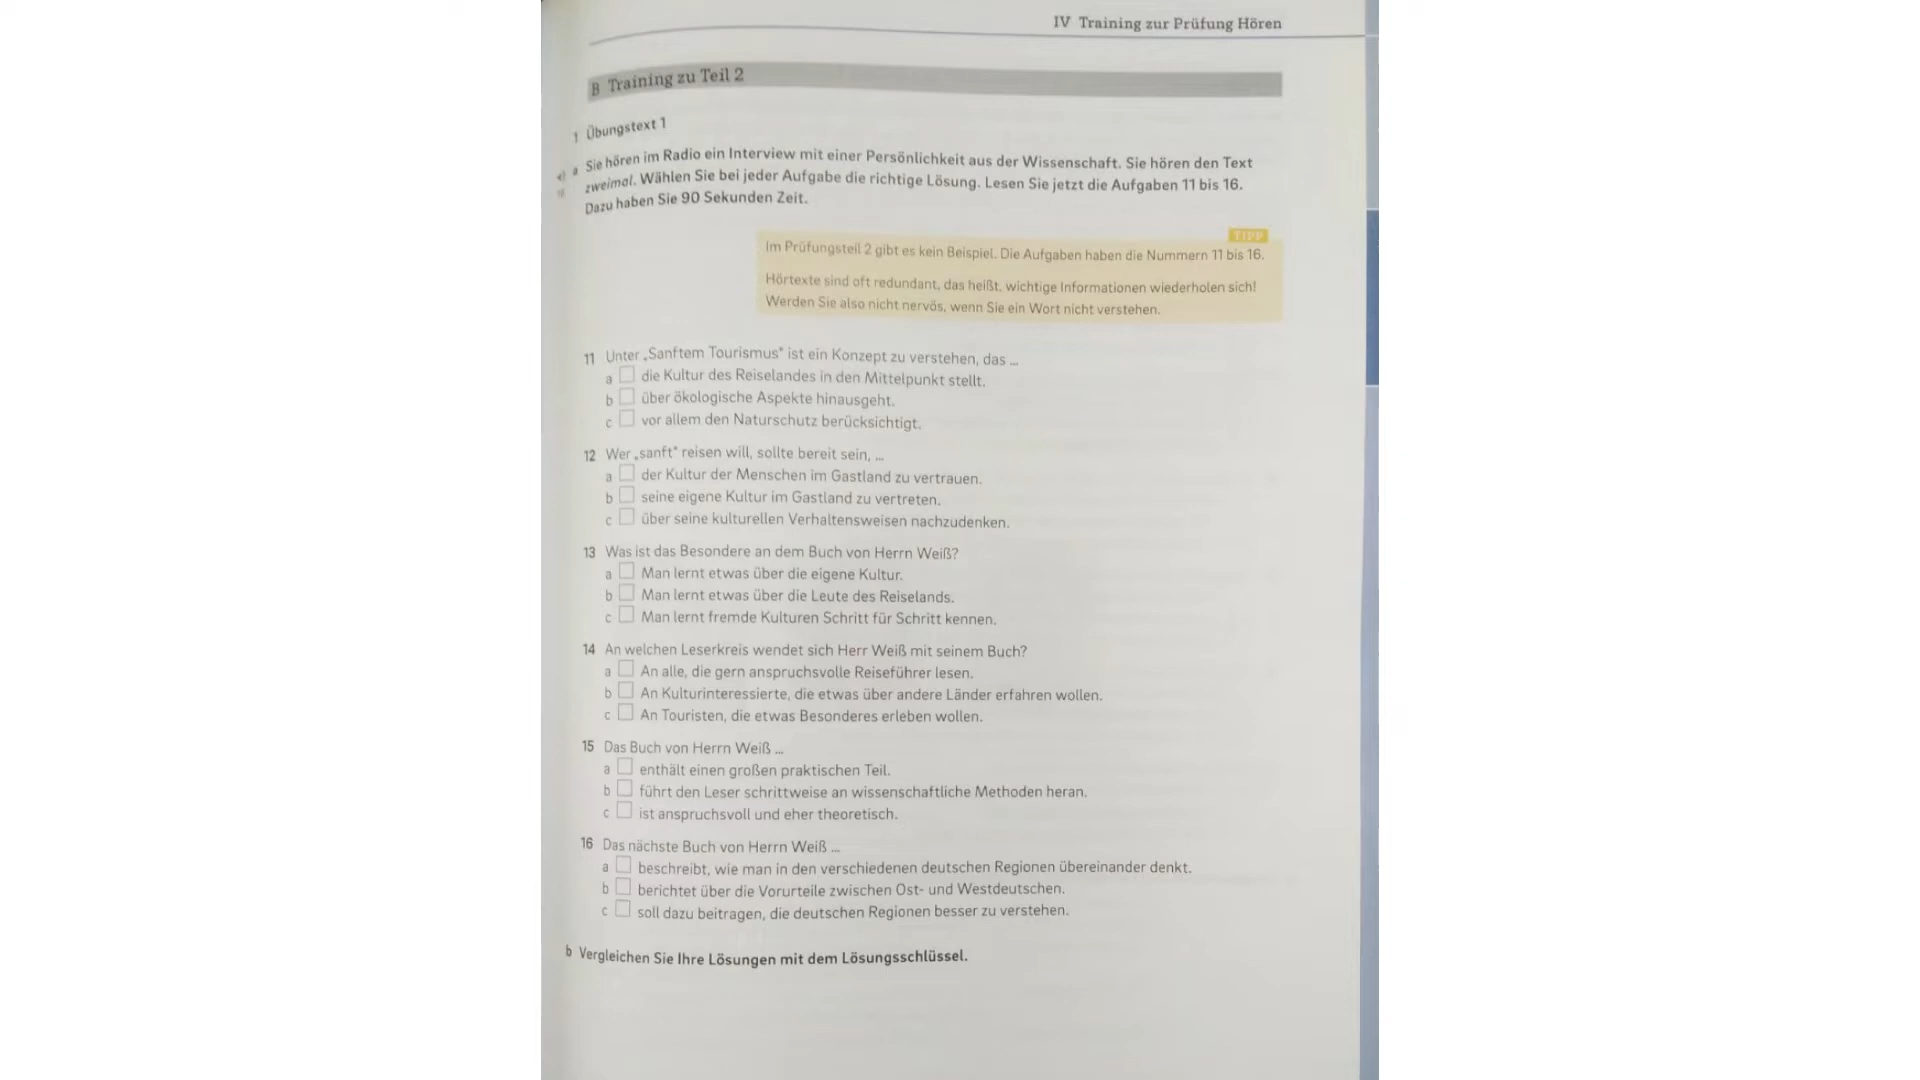 IV Training zur Prüfung Hören
B Training zu Teil 2
1 Übungstext 1
a Sie hören im Radio ein Interview mit einer Persönlichkeit aus der Wissenschaft. Sie hören den Text
zweimal. Wählen Sie bei jeder Aufgabe die richtige Lösung. Lesen Sie jetzt die Aufgaben 11 bis 16.
Dazu haben Sie 90 Sekunden Zeit.
TIPP
Im Prüfungsteil 2 gibt es kein Beispiel. Die Aufgaben haben die Nummern 11 bis 16.
Hörtexte sind oft redundant, das heißt, wichtige Informationen wiederholen sich!
Werden Sie also nicht nervös, wenn Sie ein Wort nicht verstehen.
11 Unter „Sanftem Tourismus" ist ein Konzept zu verstehen, das ...
a die Kultur des Reiselandes in den Mittelpunkt stellt.
b über ökologische Aspekte hinausgeht.
c vor allem den Naturschutz berücksichtigt.
12 Wer „sanft" reisen will, sollte bereit sein, ...
a der Kultur der Menschen im Gastland zu vertrauen.
b seine eigene Kultur im Gastland zu vertreten.
c über seine kulturellen Verhaltensweisen nachzudenken.
13 Was ist das Besondere an dem Buch von Herrn Weiß?
a Man lernt etwas über die eigene Kultur.
b Man lernt etwas über die Leute des Reiselands.
c Man lernt fremde Kulturen Schritt für Schritt kennen.
14 An welchen Leserkreis wendet sich Herr Weiß mit seinem Buch?
a An alle, die gern anspruchsvolle Reiseführer lesen.
b An Kulturinteressierte, die etwas über andere Länder erfahren wollen.
c An Touristen, die etwas Besonderes erleben wollen.
15 Das Buch von Herrn Weiß ...
a enthält einen großen praktischen Teil.
b führt den Leser schrittweise an wissenschaftliche Methoden heran.
c ist anspruchsvoll und eher theoretisch.
16 Das nächste Buch von Herrn Weiß ...
a beschreibt, wie man in den verschiedenen deutschen Regionen übereinander denkt.
b berichtet über die Vorurteile zwischen Ost- und Westdeutschen.
c soll dazu beitragen, die deutschen Regionen besser zu verstehen.
b Vergleichen Sie Ihre Lösungen mit dem Lösungsschlüssel.